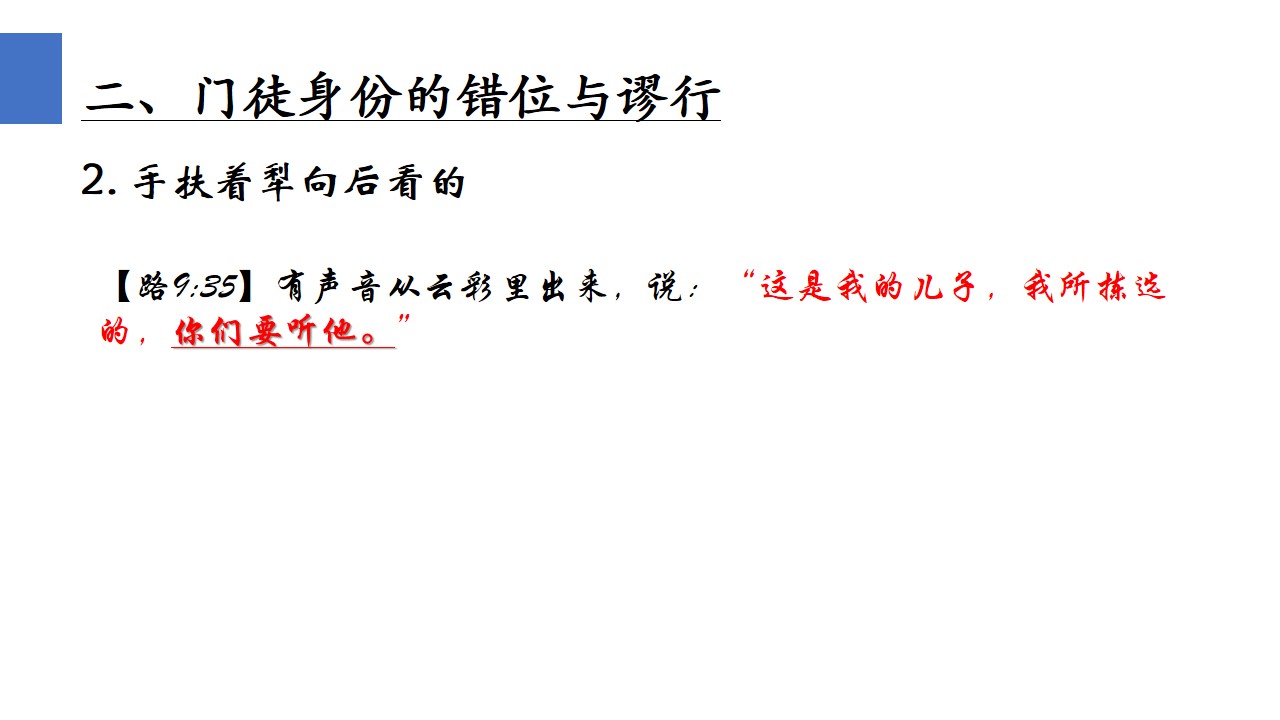 二、门徒身份的错位与谬行
2. 手扶着犁向后看的
【路9:35】有声音从云彩里出来，说：“这是我的儿子，我所拣选
的，你们要听他。”